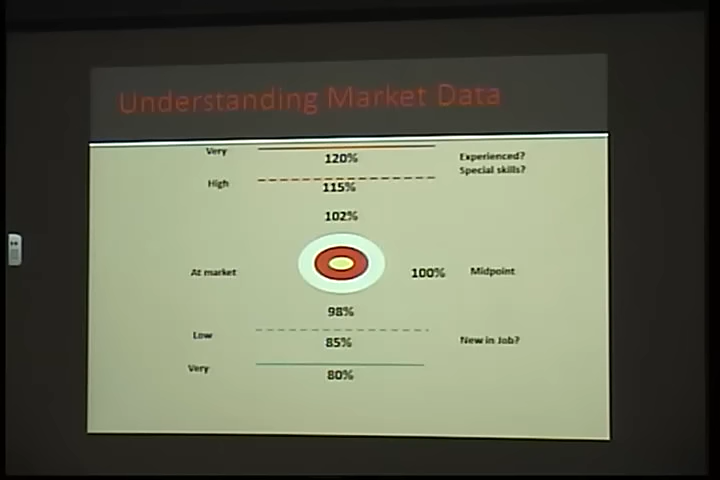 Understanding Market Data
Very
120%
Experienced?
Special skills?
High
115%
102%
At market
100%
Midpoint
98%
Low
85%
New in Job?
Very
80%